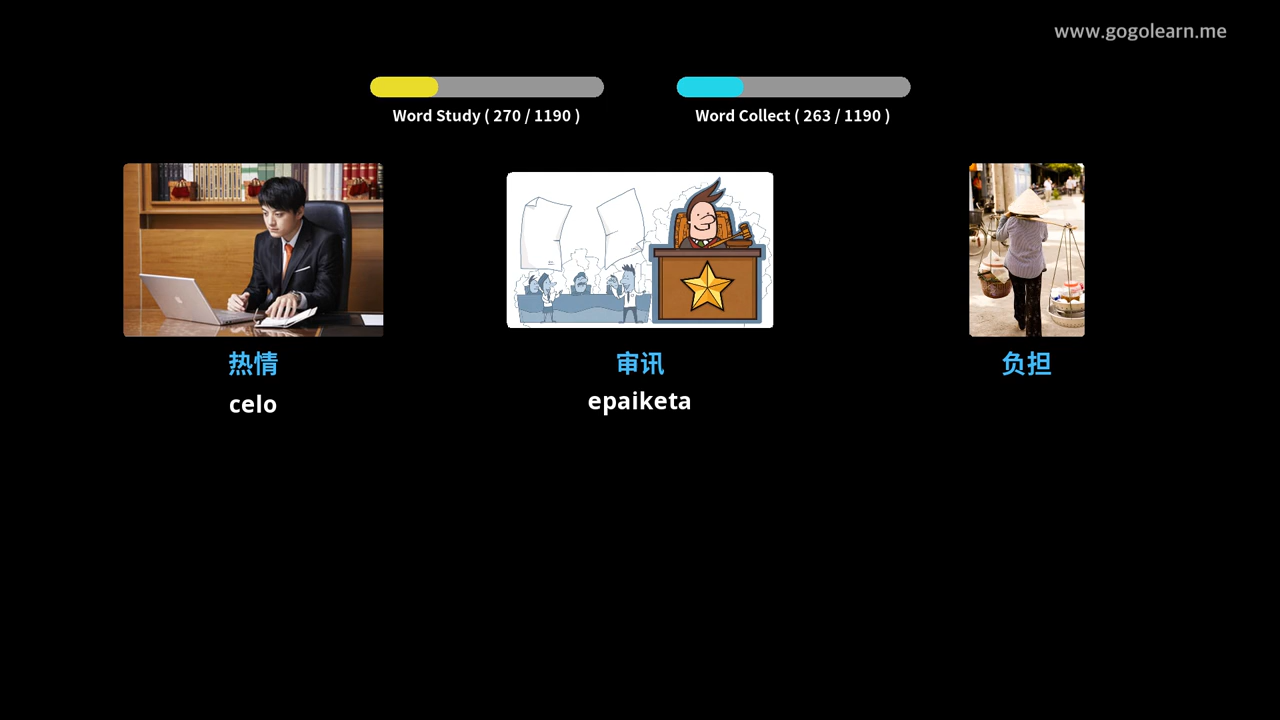 www.gogolearn.me
Word Study ( 270 / 1190 )
Word Collect ( 263 / 1190 )
热情
审讯
负担
celo
epaiketa